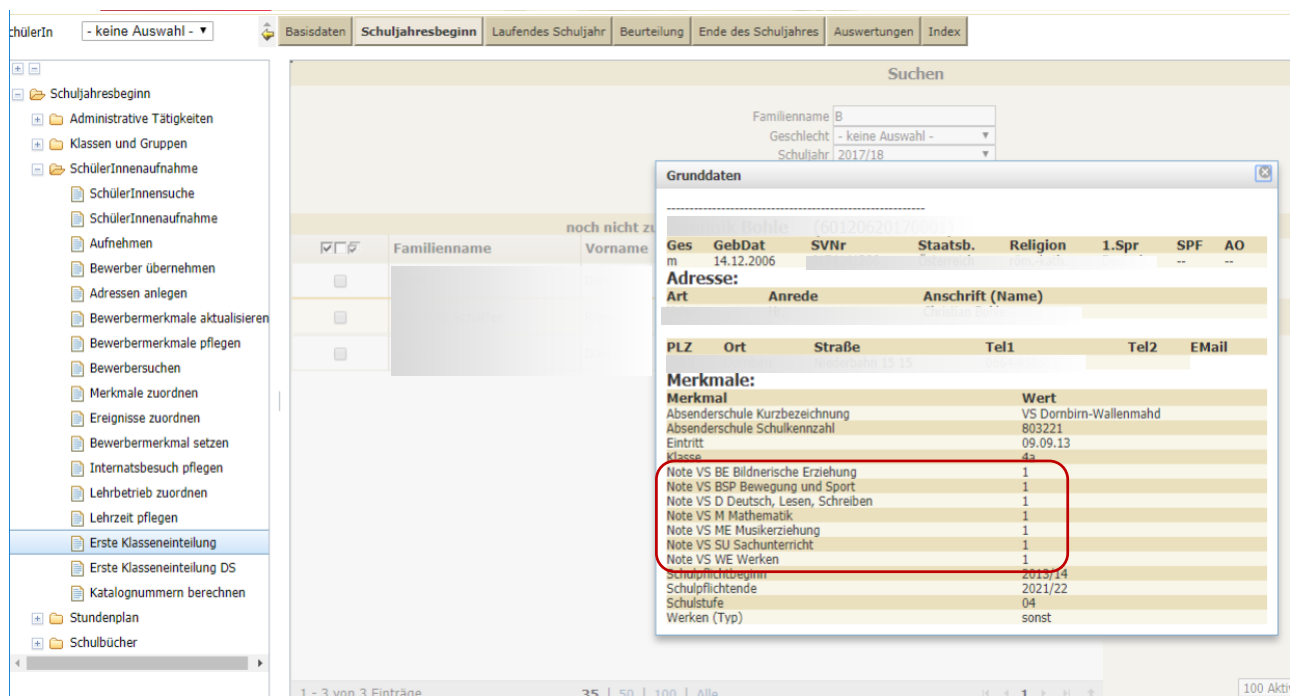 chülerIn - keine Auswahl - Basisdaten Schuljahresbeginn Laufendes Schuljahr Beurteilung Ende des Schuljahres Auswertungen Index
Schuljahresbeginn
Administrative Tätigkeiten
Klassen und Gruppen
SchülerInnenaufnahme
SchülerInnensuche
SchülerInnenaufnahme
Aufnehmen
Bewerber übernehmen
Adressen anlegen
Bewerbermerkmale aktualisieren
Bewerbermerkmale pflegen
Bewerbersuchen
Merkmale zuordnen
Ereignisse zuordnen
Bewerbermerkmal setzen
Internatsbesuch pflegen
Lehrbetrieb zuordnen
Lehrzeit pflegen
Erste Klasseneinteilung
Erste Klasseneinteilung DS
Katalognummern berechnen
Stundenplan
Schulbücher
Suchen
Familienname B
Geschlecht - keine Auswahl -
Schuljahr 2017/18
noch nicht zu
Familienname Vorname
1 - 3 von 3 Einträge 35 | 50 | 100 | Alle 1
100 Akti
Grunddaten
--------------------------------------------------------
Ges GebDat SVNr Staatsb. Religion 1.Spr SPF AO
m 14.12.2006 -- --
Adresse:
Art Anrede Anschrift (Name)
PLZ Ort Straße Tel1 Tel2 EMail
Merkmale:
Merkmal Wert
Absenderschule Kurzbezeichnung VS Dornbirn-Wallenmahd
Absenderschule Schulkennzahl 803221
Eintritt 09.09.13
Klasse 4a
Note VS BE Bildnerische Erziehung 1
Note VS BSP Bewegung und Sport 1
Note VS D Deutsch, Lesen, Schreiben 1
Note VS M Mathematik 1
Note VS ME Musikerziehung 1
Note VS SU Sachunterricht 1
Note VS WE Werken 1
Schulpflichtbeginn 2013/14
Schulpflichtende 2021/22
Schulstufe 04
Werken (Typ) sonst